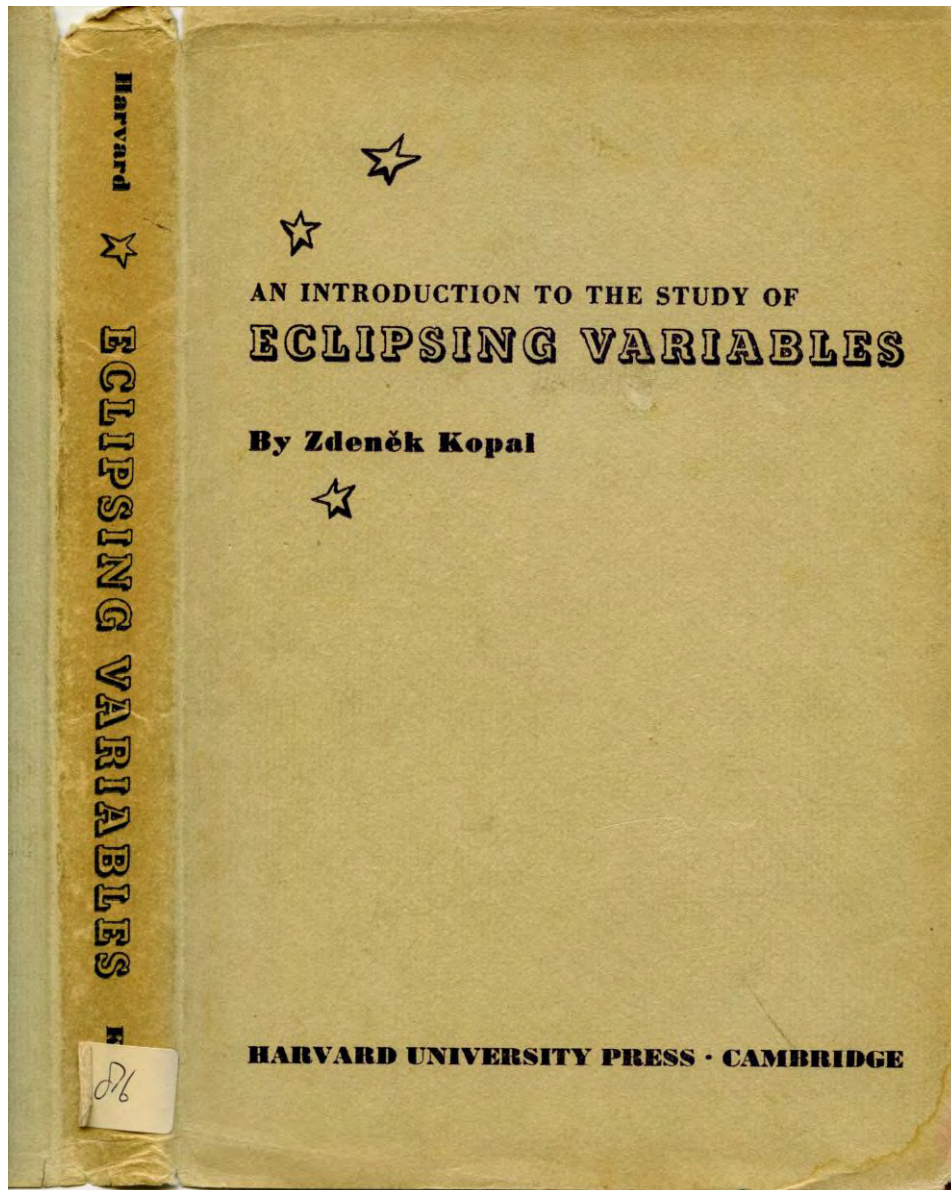 Harvard
ECLIPSING VARIABLES
AN INTRODUCTION TO THE STUDY OF
ECLIPSING VARIABLES
By Zdeněk Kopal
HARVARD UNIVERSITY PRESS · CAMBRIDGE